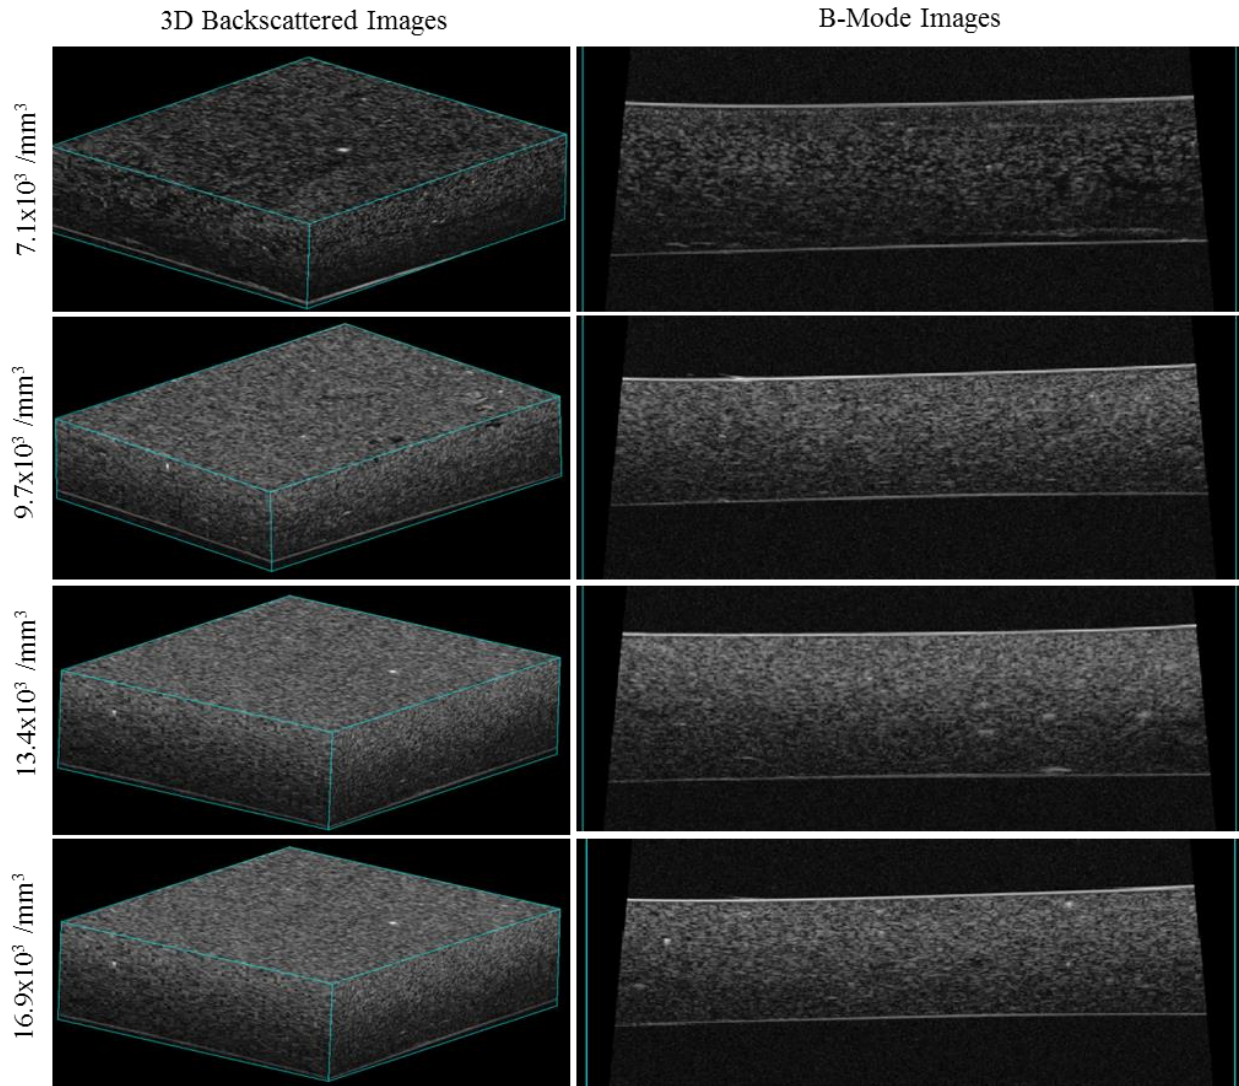 3D Backscattered Images
B-Mode Images
7.1x10³ /mm³
9.7x10³ /mm³
13.4x10³ /mm³
16.9x10³ /mm³